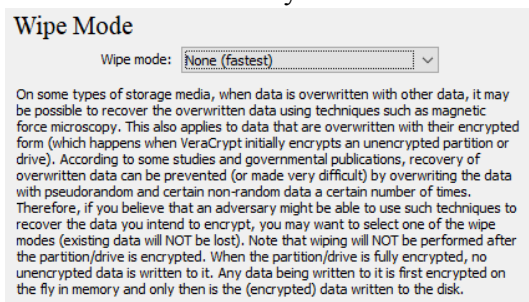 Wipe Mode
Wipe mode: None (fastest)
On some types of storage media, when data is overwritten with other data, it may
be possible to recover the overwritten data using techniques such as magnetic
force microscopy. This also applies to data that are overwritten with their encrypted
form (which happens when VeraCrypt initially encrypts an unencrypted partition or
drive). According to some studies and governmental publications, recovery of
overwritten data can be prevented (or made very difficult) by overwriting the data
with pseudorandom and certain non-random data a certain number of times.
Therefore, if you believe that an adversary might be able to use such techniques to
recover the data you intend to encrypt, you may want to select one of the wipe
modes (existing data will NOT be lost). Note that wiping will NOT be performed after
the partition/drive is encrypted. When the partition/drive is fully encrypted, no
unencrypted data is written to it. Any data being written to it is first encrypted on
the fly in memory and only then is the (encrypted) data written to the disk.